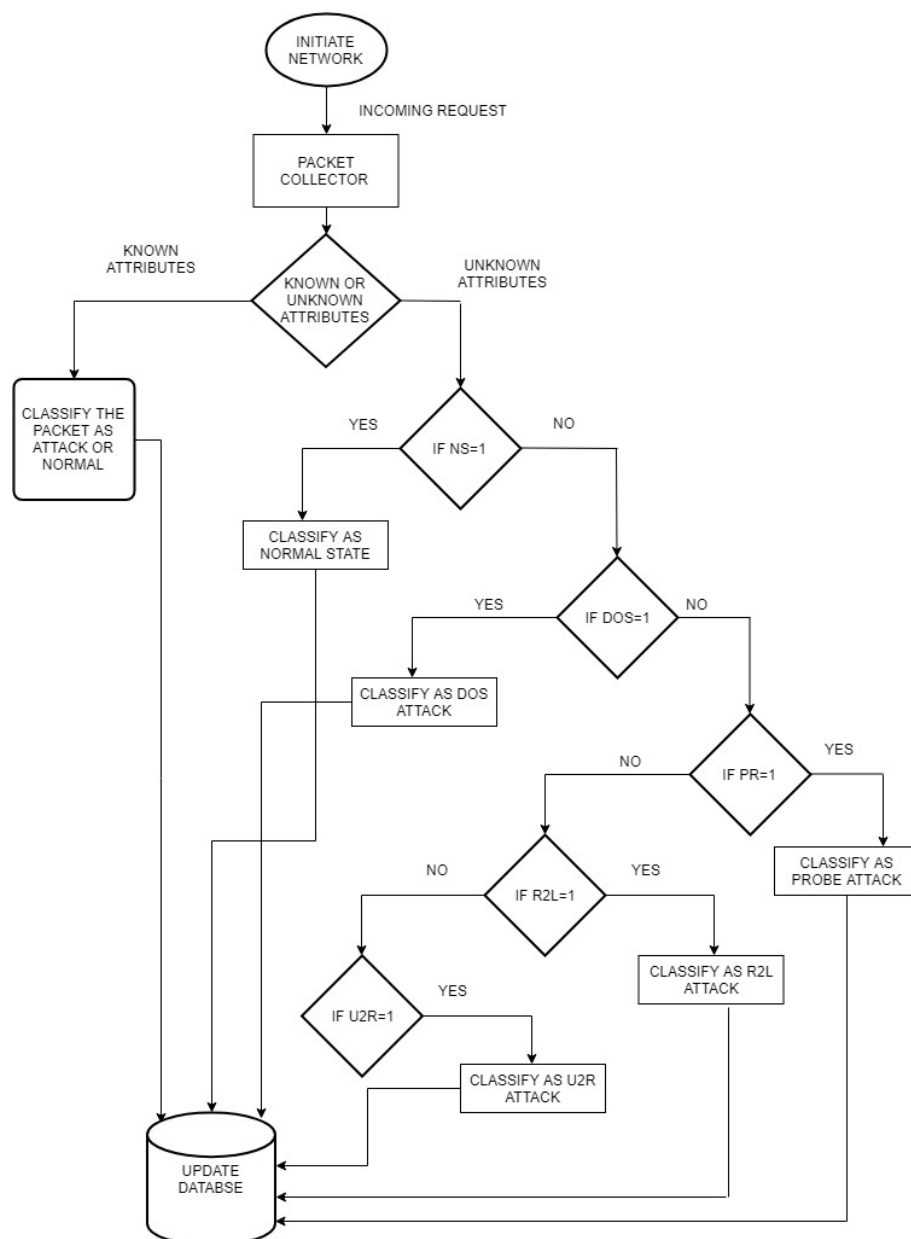 INITIATE
NETWORK
INCOMING REQUEST
PACKET
COLLECTOR
KNOWN
ATTRIBUTES
UNKNOWN
ATTRIBUTES
KNOWN OR
UNKNOWN
ATTRIBUTES
CLASSIFY THE
PACKET AS
ATTACK OR
NORMAL
YES
IF NS=1
NO
CLASSIFY AS
NORMAL STATE
YES
IF DOS=1
NO
CLASSIFY AS DOS
ATTACK
NO
IF PR=1
YES
CLASSIFY AS
PROBE ATTACK
NO
IF R2L=1
YES
CLASSIFY AS R2L
ATTACK
IF U2R=1
YES
CLASSIFY AS U2R
ATTACK
UPDATE
DATABSE